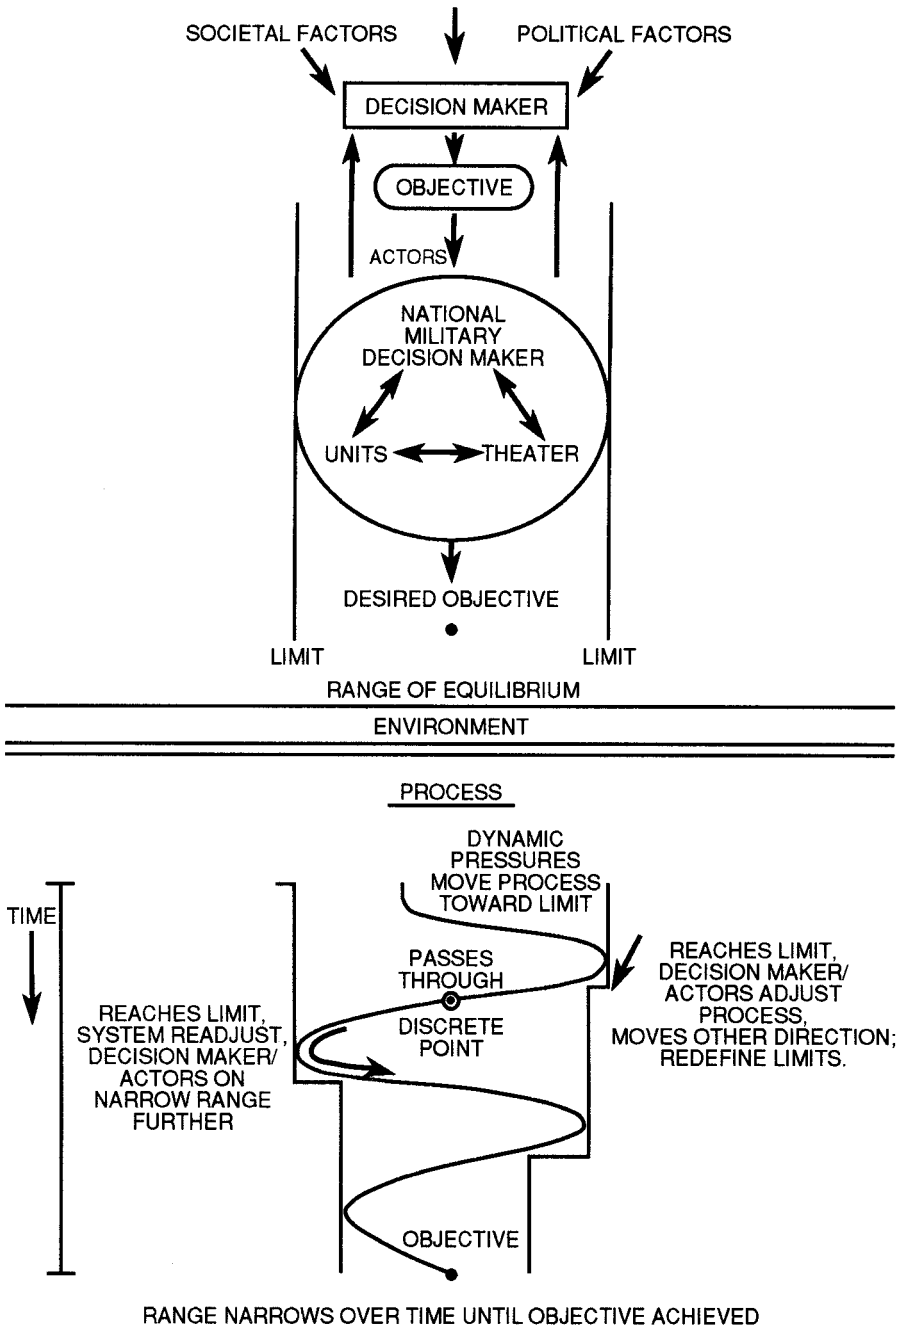 SOCIETAL FACTORS
POLITICAL FACTORS
DECISION MAKER
OBJECTIVE
ACTORS
NATIONAL
MILITARY
DECISION MAKER
UNITS
THEATER
DESIRED OBJECTIVE
LIMIT
LIMIT
RANGE OF EQUILIBRIUM
ENVIRONMENT
PROCESS
DYNAMIC
PRESSURES
MOVE PROCESS
TOWARD LIMIT
TIME
PASSES
THROUGH
DISCRETE
POINT
REACHES LIMIT,
DECISION MAKER/
ACTORS ADJUST
PROCESS,
MOVES OTHER DIRECTION;
REDEFINE LIMITS.
REACHES LIMIT,
SYSTEM READJUST,
DECISION MAKER/
ACTORS ON
NARROW RANGE
FURTHER
OBJECTIVE
RANGE NARROWS OVER TIME UNTIL OBJECTIVE ACHIEVED